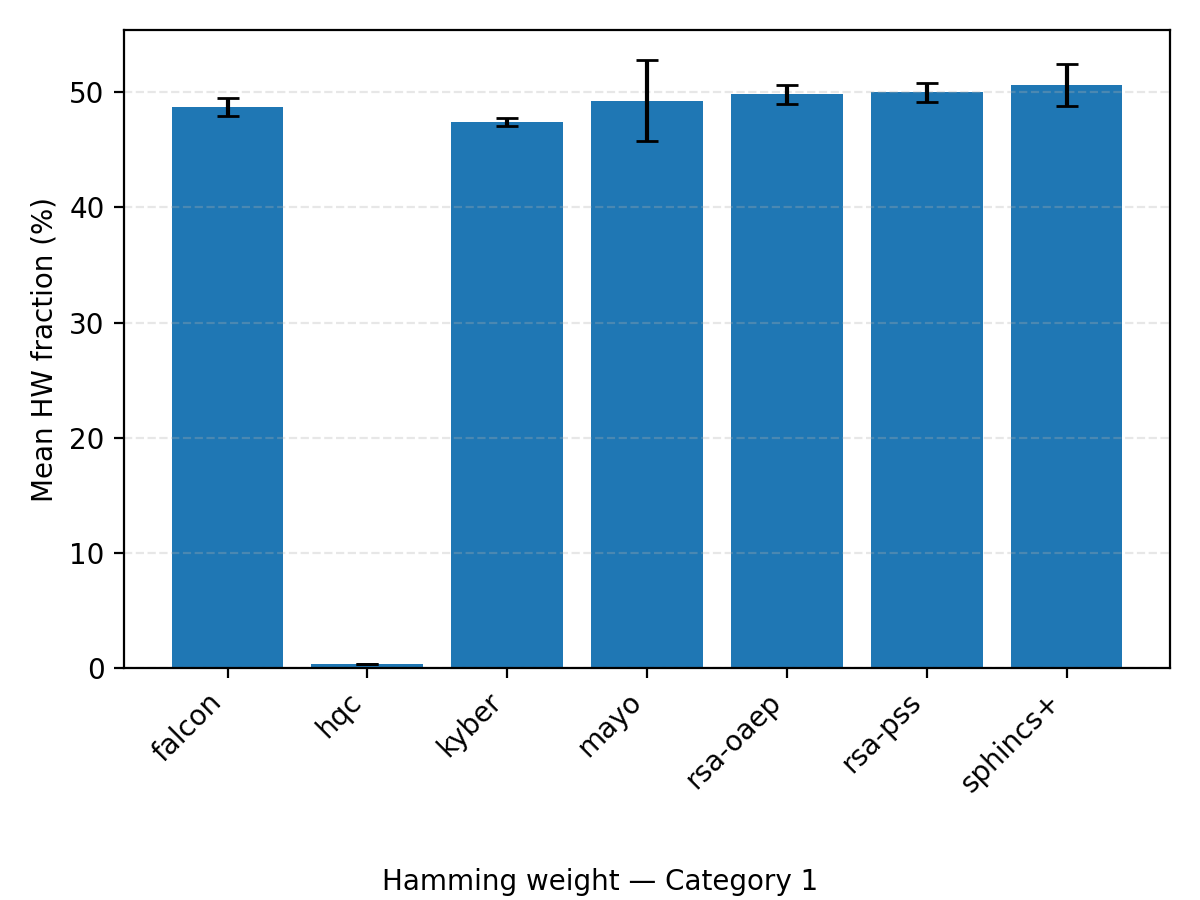 Mean HW fraction (%)
50
40
30
20
10
0
falcon
hqc
kyber
mayo
rsa-oaep
rsa-pss
sphincs+
Hamming weight — Category 1